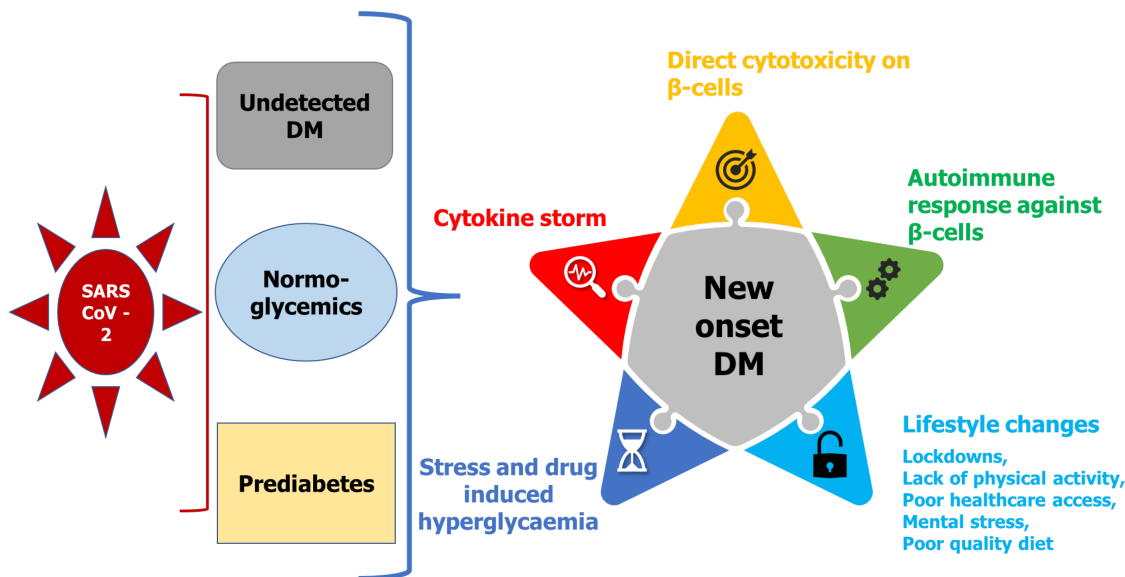 SARS
CoV -
2
Undetected
DM
Normo-
glycemics
Prediabetes
Direct cytotoxicity on
β-cells
Cytokine storm
Autoimmune
response against
β-cells
New
onset
DM
Stress and drug
induced
hyperglycaemia
Lifestyle changes
Lockdowns,
Lack of physical activity,
Poor healthcare access,
Mental stress,
Poor quality diet